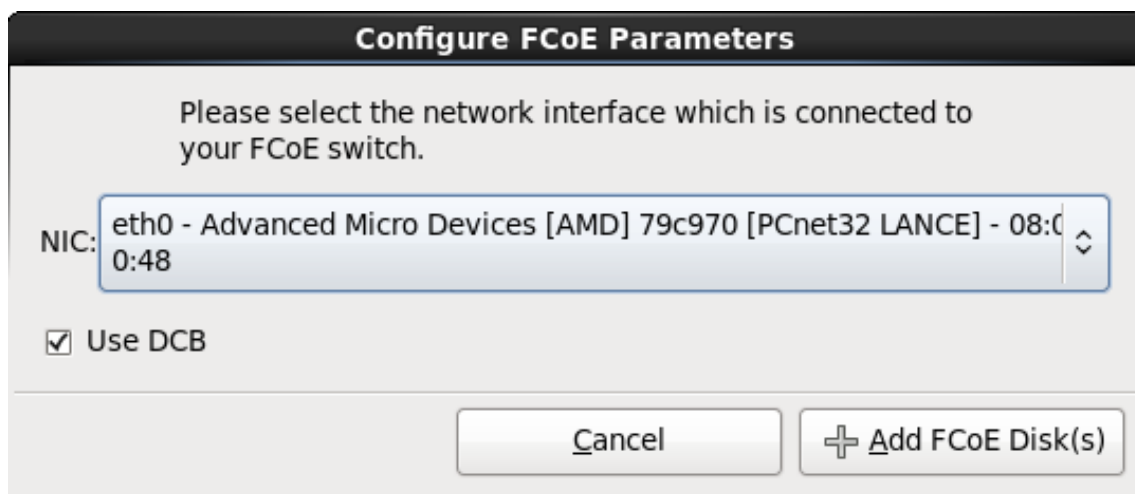 Configure FCoE Parameters
Please select the network interface which is connected to
your FCoE switch.
NIC:
eth0 - Advanced Micro Devices [AMD] 79c970 [PCnet32 LANCE] - 08:0
0:48
Use DCB
Cancel
Add FCoE Disk(s)